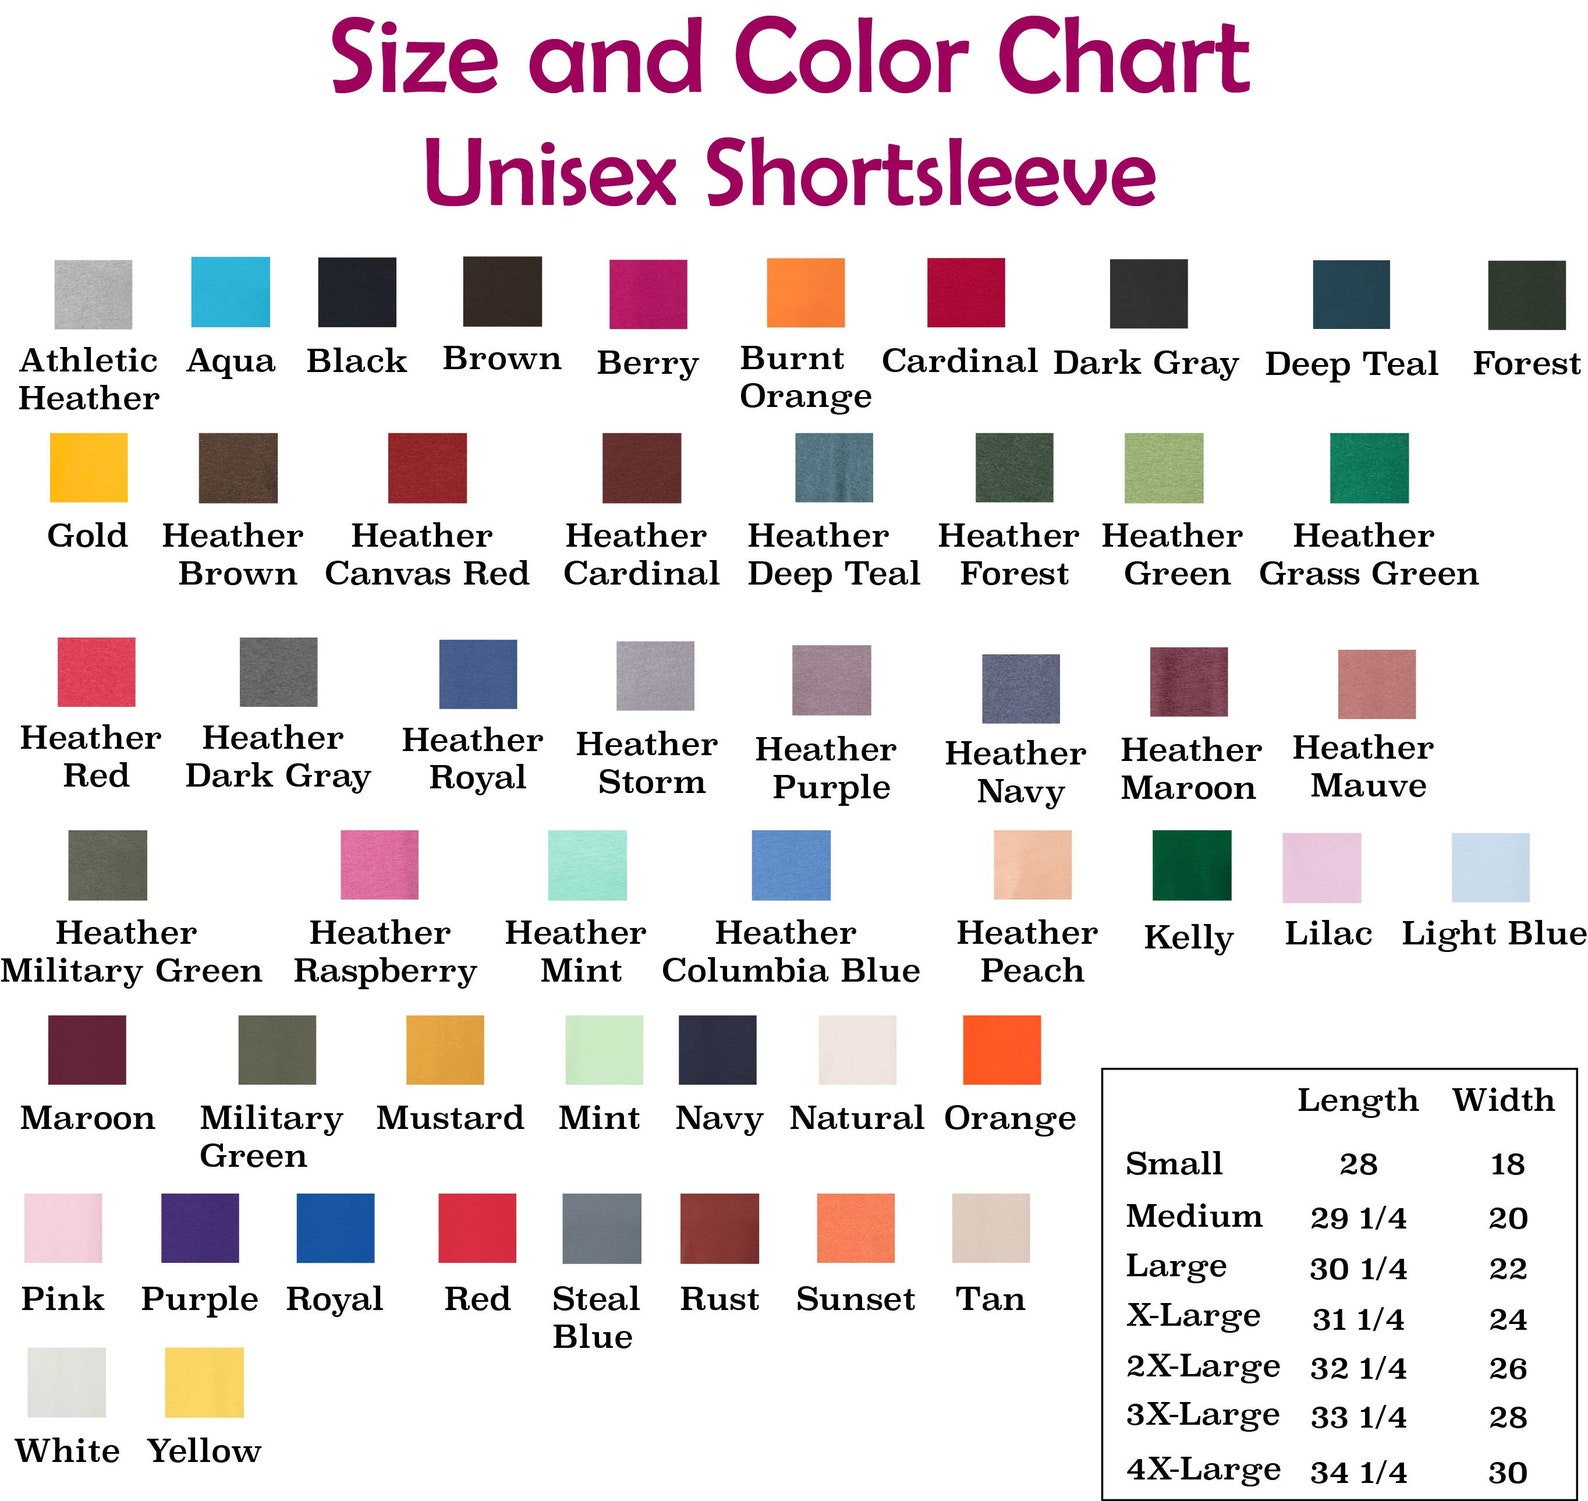 Size and Color Chart
Unisex Shortsleeve
Athletic Heather
Aqua
Black
Brown
Berry
Burnt Orange
Cardinal
Dark Gray
Deep Teal
Forest
Gold
Heather Brown
Heather Canvas Red
Heather Cardinal
Heather Deep Teal
Heather Forest
Heather Green
Heather Grass Green
Heather Red
Heather Dark Gray
Heather Royal
Heather Storm
Heather Purple
Heather Navy
Heather Maroon
Heather Mauve
Heather Military Green
Heather Raspberry
Heather Mint
Heather Columbia Blue
Heather Peach
Kelly
Lilac
Light Blue
Maroon
Military Green
Mustard
Mint
Navy
Natural
Orange
Pink
Purple
Royal
Red
Steal Blue
Rust
Sunset
Tan
White
Yellow
Length Width
Small 28 18
Medium 29 1/4 20
Large 30 1/4 22
X-Large 31 1/4 24
2X-Large 32 1/4 26
3X-Large 33 1/4 28
4X-Large 34 1/4 30